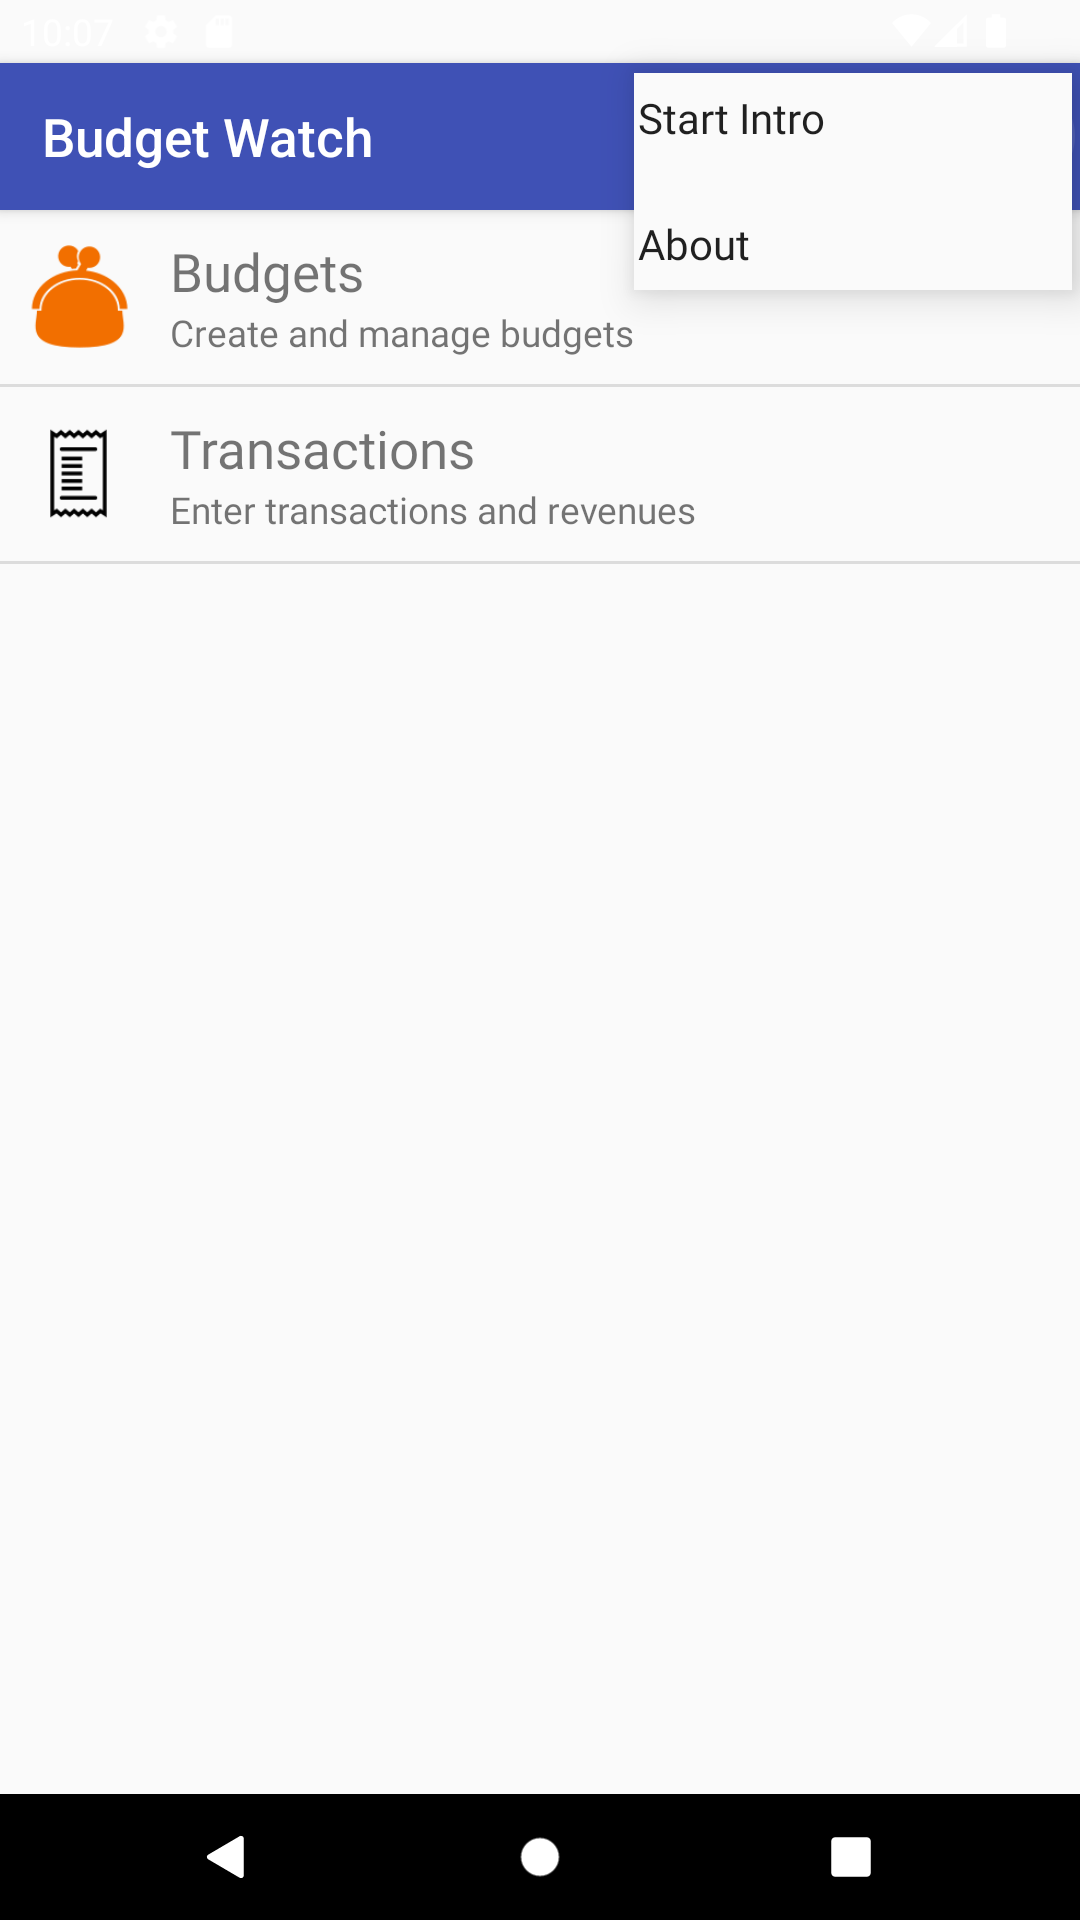 10:07
Budget Watch
Start Intro
About
Budgets
Create and manage budgets
Transactions
Enter transactions and revenues